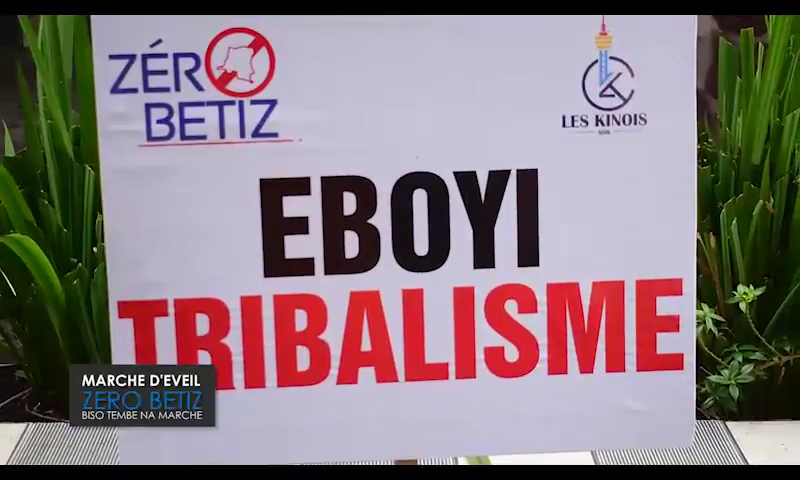 ZÉRO
BETIZ
LES KINOIS
EBOYI
TRIBALISME
MARCHE D'EVEIL
ZERO BETIZ
BISO TEMBE NA MARCHE